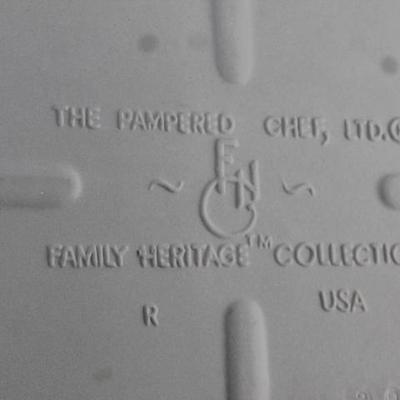 THE PAMPERED CHEF, LTD.®
~ ~
FAMILY HERITAGE™ COLLECTIO
R USA